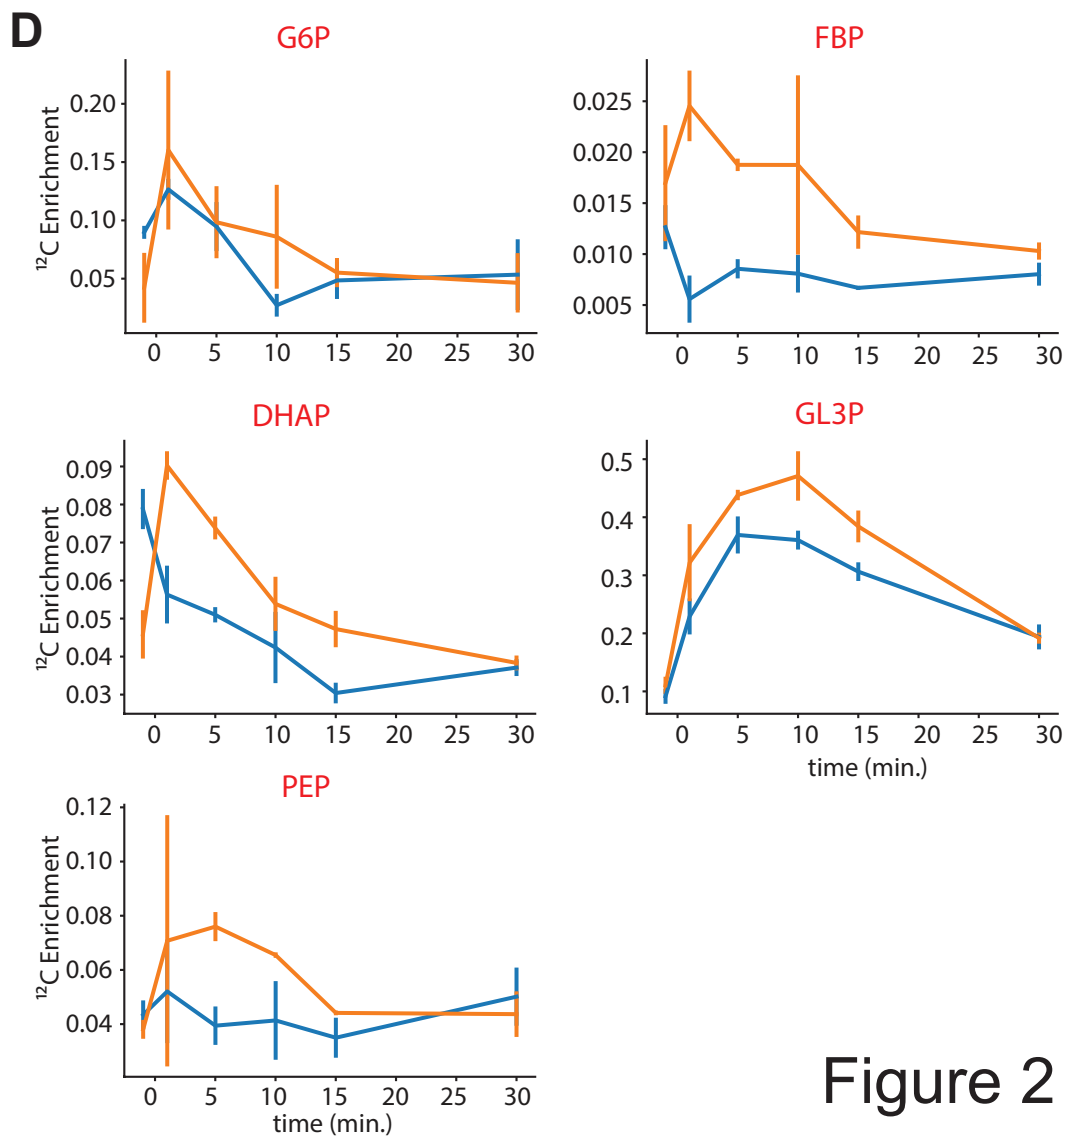 D
G6P
FBP
¹²C Enrichment
0.20
0.15
0.10
0.05
0 5 10 15 20 25 30
0.025
0.020
0.015
0.010
0.005
0 5 10 15 20 25 30
DHAP
GL3P
¹²C Enrichment
0.09
0.08
0.07
0.06
0.05
0.04
0.03
0 5 10 15 20 25 30
0.5
0.4
0.3
0.2
0.1
0 5 10 15 20 25 30
time (min.)
PEP
¹²C Enrichment
0.12
0.10
0.08
0.06
0.04
0 5 10 15 20 25 30
time (min.)
Figure 2